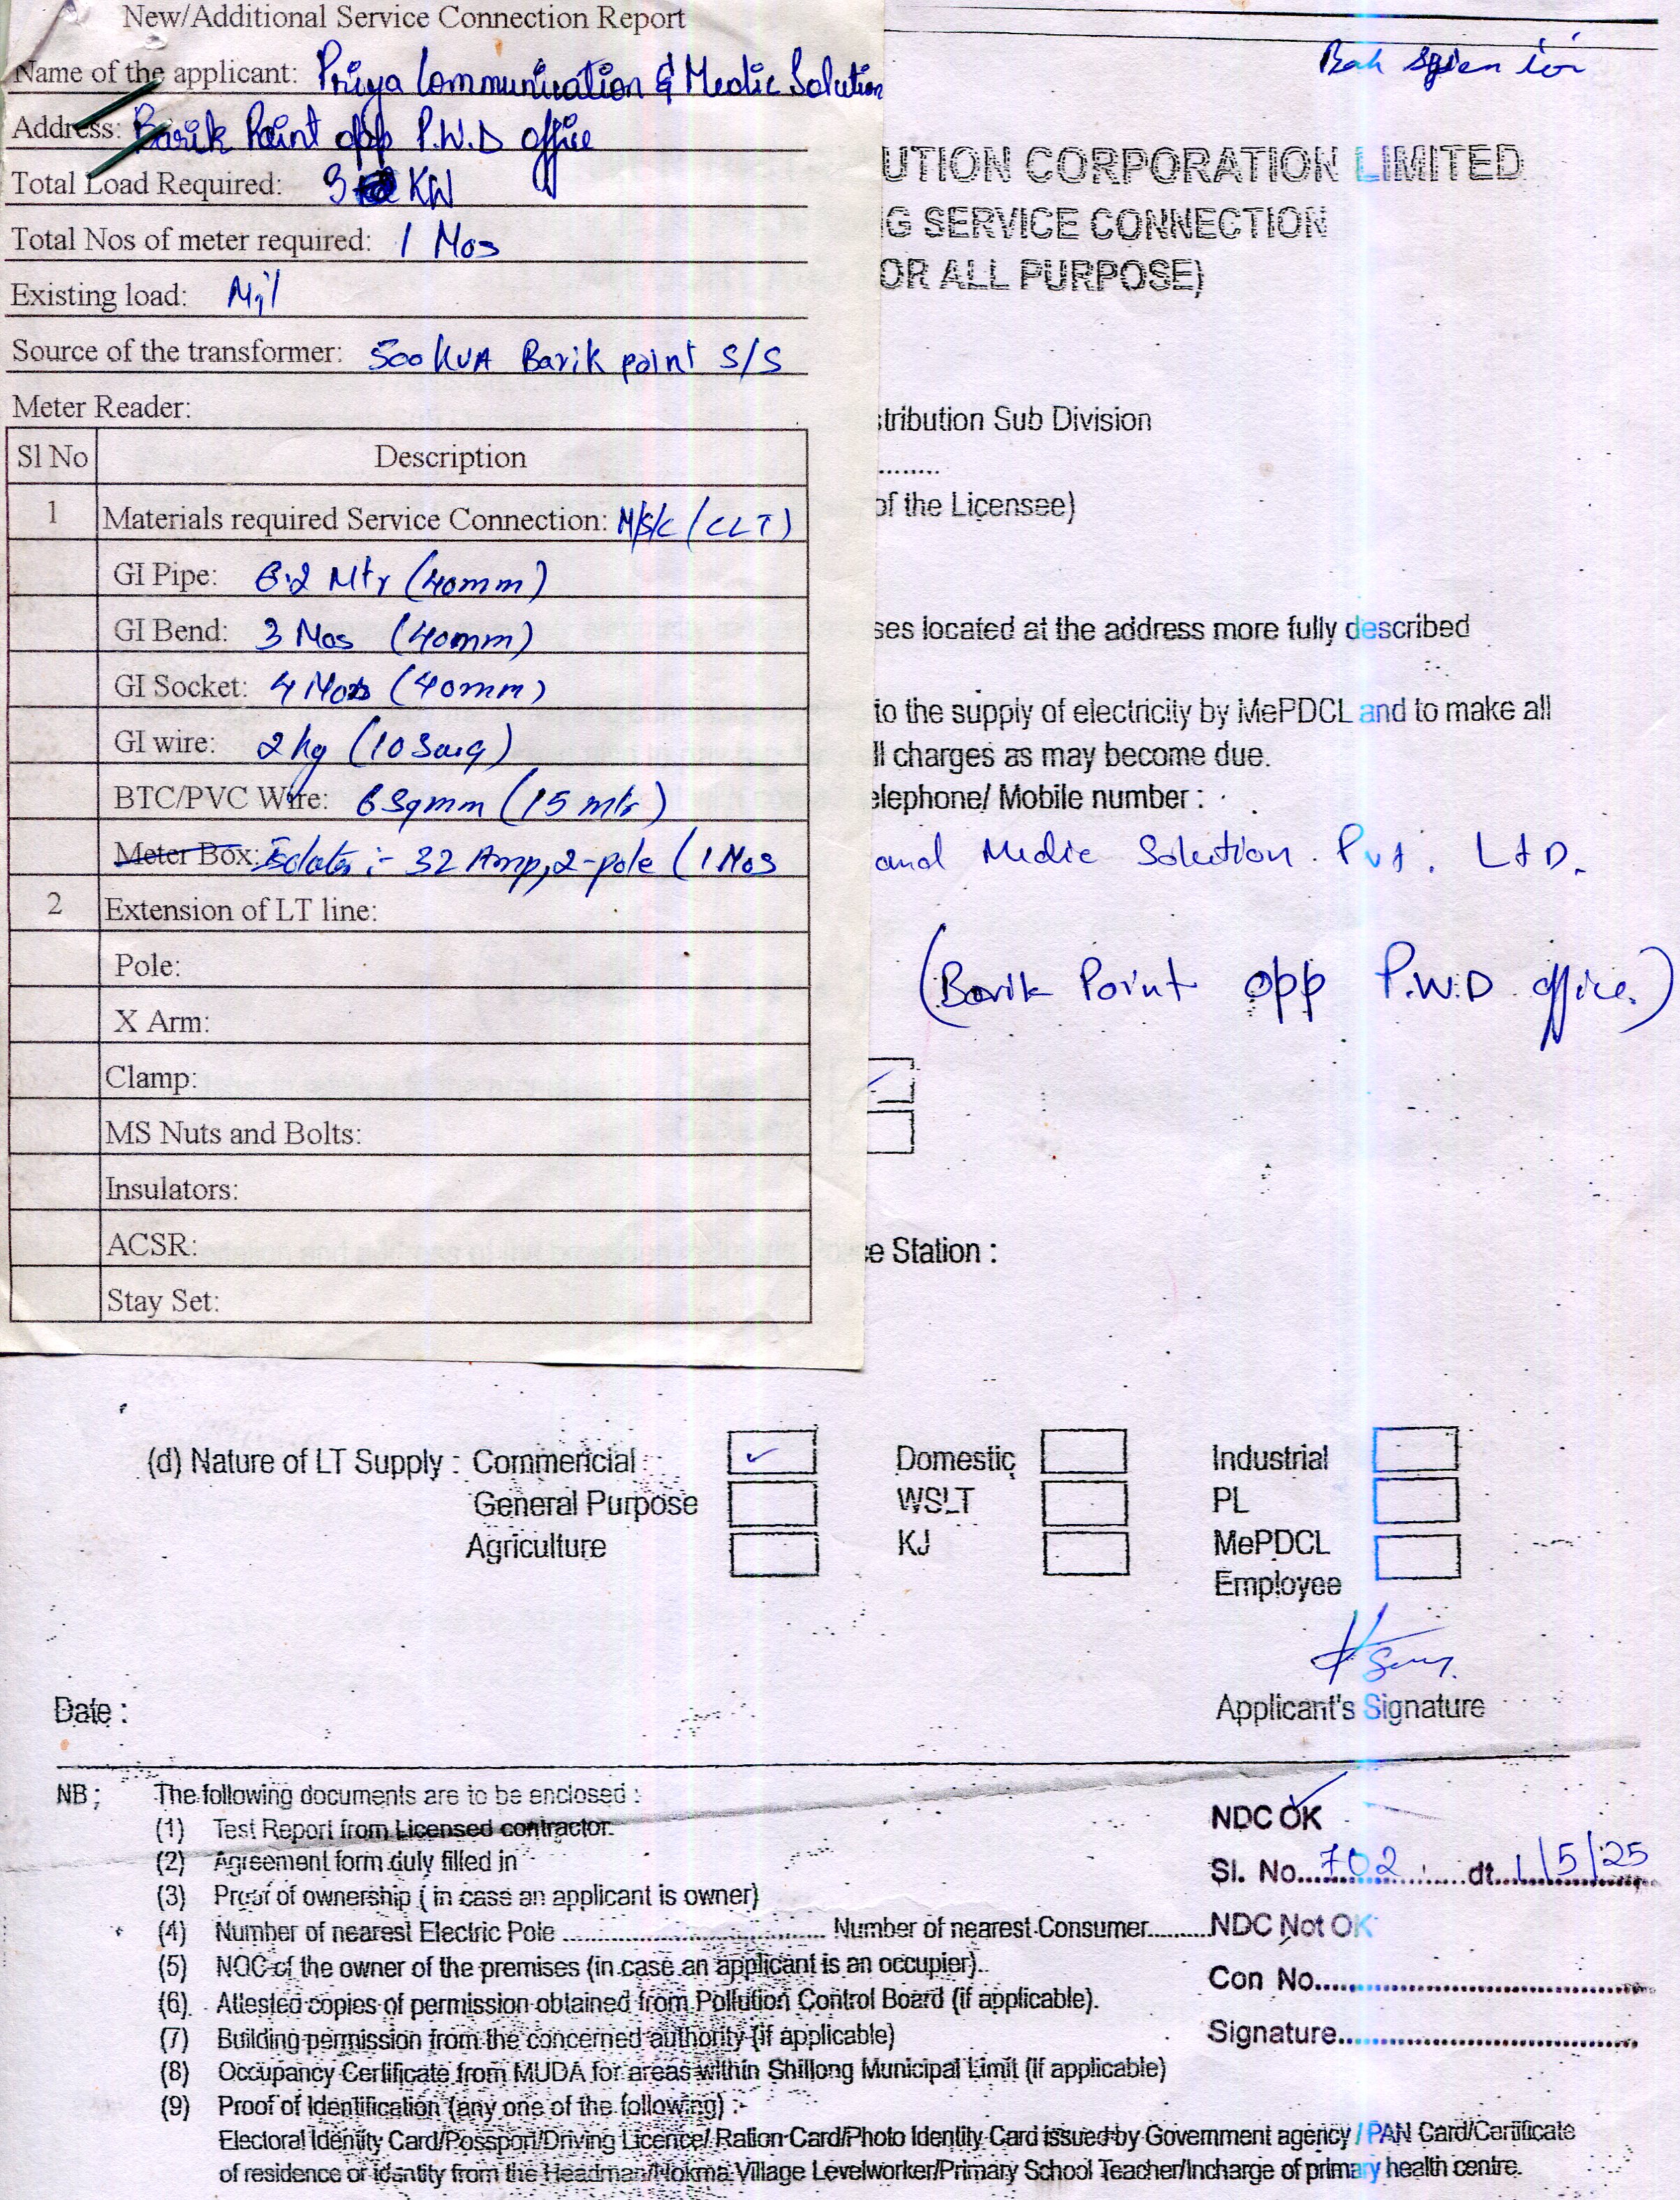 New/Additional Service Connection Report
Name of the applicant: Priya Communication & Medic Solution
Address: Barik Point opp P.W.D office
Total Load Required: 3 KW
Total Nos of meter required: 1 Nos
Existing load: Nil
Source of the transformer: 500 KVA Barik point S/S
Meter Reader:
Sl No Description
1 Materials required Service Connection: M/S/C (CLT)
GI Pipe: 6.2 Mtr (40mm)
GI Bend: 3 Nos (40mm)
GI Socket: 4 Nos (40mm)
GI wire: 2 kg (10 Swg)
BTC/PVC Wire: 6 Sqmm (15 mtr)
Meter Box: Isolator :- 32 Amp, 2-pole (1 Nos
2 Extension of LT line:
Pole:
X Arm:
Clamp:
MS Nuts and Bolts:
Insulators:
ACSR:
Stay Set:
Bah
UTION CORPORATION LIMITED
G SERVICE CONNECTION
OR ALL PURPOSE)
tribution Sub Division
of the Licensee)
ses located at the address more fully described
to the supply of electricity by MePDCL and to make all
ll charges as may become due.
elephone/ Mobile number :
and Medic Solution Pvt. LtD.
(Barik Point opp P.W.D office.)
e Station :
(d) Nature of LT Supply : Commericial Domestic Industrial
General Purpose WSLT PL
Agriculture KJ MePDCL
Employee
Applicant's Signature
Date :
NB ; The following documents are to be enclosed :
(1) Test Report from Licensed contractor.
(2) Agreement form duly filled in
(3) Proof of ownership ( in case an applicant is owner)
(4) Number of nearest Electric Pole .......................... Number of nearest Consumer..........
(5) NOC of the owner of the premises (in case an applicant is an occupier)..
(6) Attested copies of permission obtained from Pollution Control Board (if applicable).
(7) Building permission from the concerned authority (if applicable)
(8) Occupancy Certificate from MUDA for areas within Shillong Municipal Limit (if applicable)
(9) Proof of Identification (any one of the following) :-
Electoral Identity Card/Passport/Driving Licence/ Ration Card/Photo Identity Card issued by Government agency / PAN Card/Certificate
of residence or identity from the Headman/Nokma Village Levelworker/Primary School Teacher/Incharge of primary health centre.
NDC OK
Sl. No...702........dt..1/5/25
NDC Not OK
Con No..........................
Signature..........................